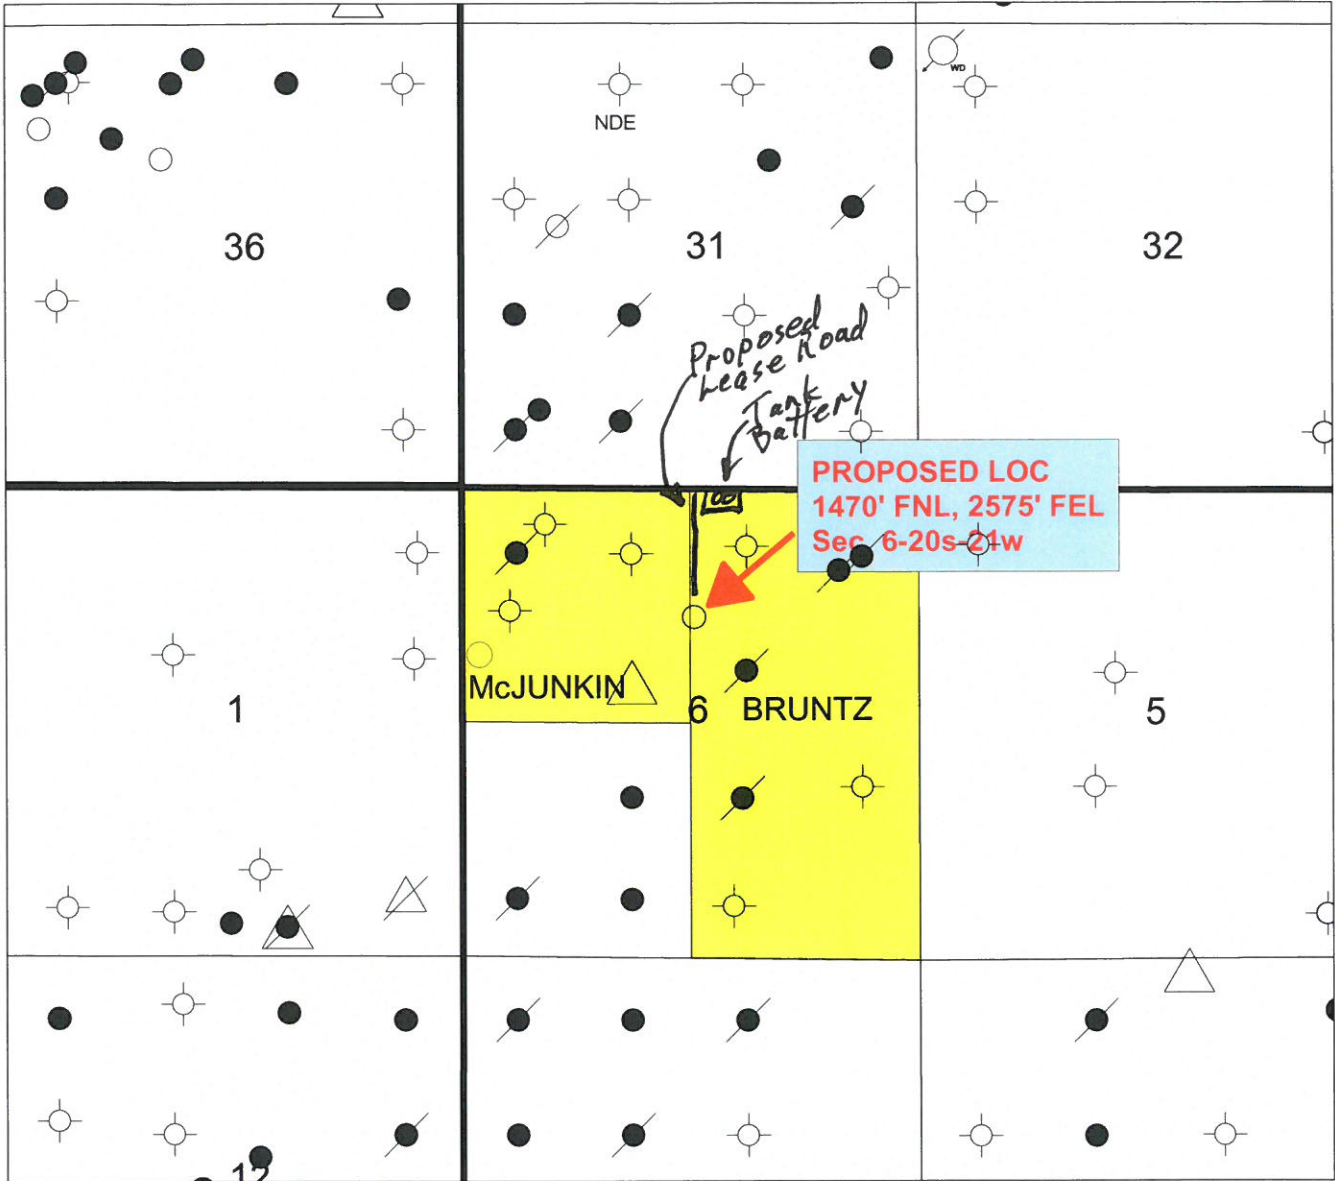 WD
NDE
36
31
32
Proposed
Lease Road
Tank
Battery
PROPOSED LOC
1470' FNL, 2575' FEL
Sec. 6-20s-21w
McJUNKIN
1
6
BRUNTZ
5
12